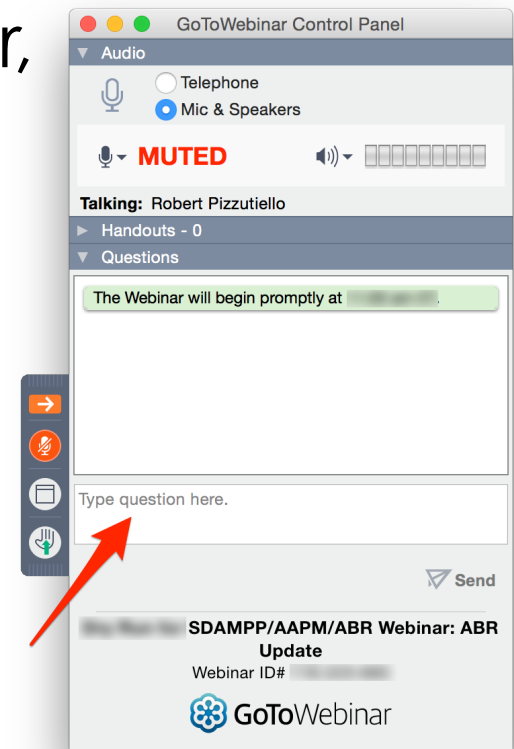 r,
GoToWebinar Control Panel
Audio
Telephone
Mic & Speakers
MUTED
Talking: Robert Pizzutiello
Handouts - 0
Questions
The Webinar will begin promptly at .
Type question here.
Send
SDAMPP/AAPM/ABR Webinar: ABR
Update
Webinar ID#
GoToWebinar